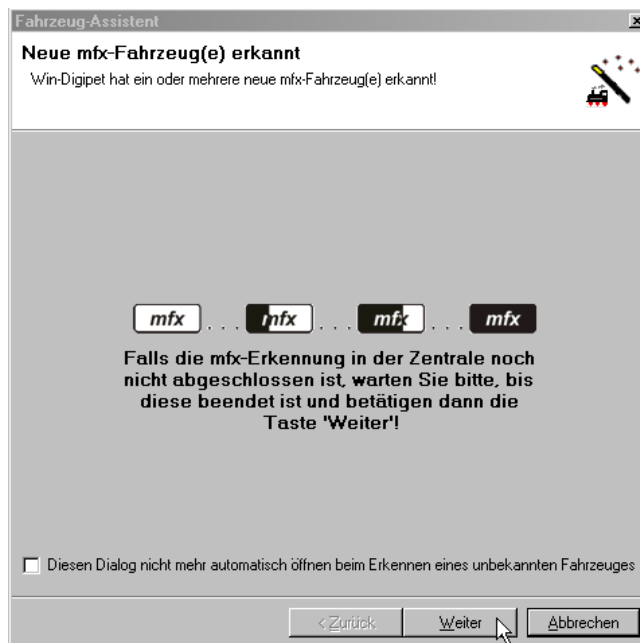 Fahrzeug-Assistent
Neue mfx-Fahrzeug(e) erkannt
Win-Digipet hat ein oder mehrere neue mfx-Fahrzeug(e) erkannt!
mfx . . . mfx . . . mfx . . . mfx
Falls die mfx-Erkennung in der Zentrale noch
nicht abgeschlossen ist, warten Sie bitte, bis
diese beendet ist und betätigen dann die
Taste 'Weiter'!
Diesen Dialog nicht mehr automatisch öffnen beim Erkennen eines unbekannten Fahrzeuges
< Zurück Weiter Abbrechen